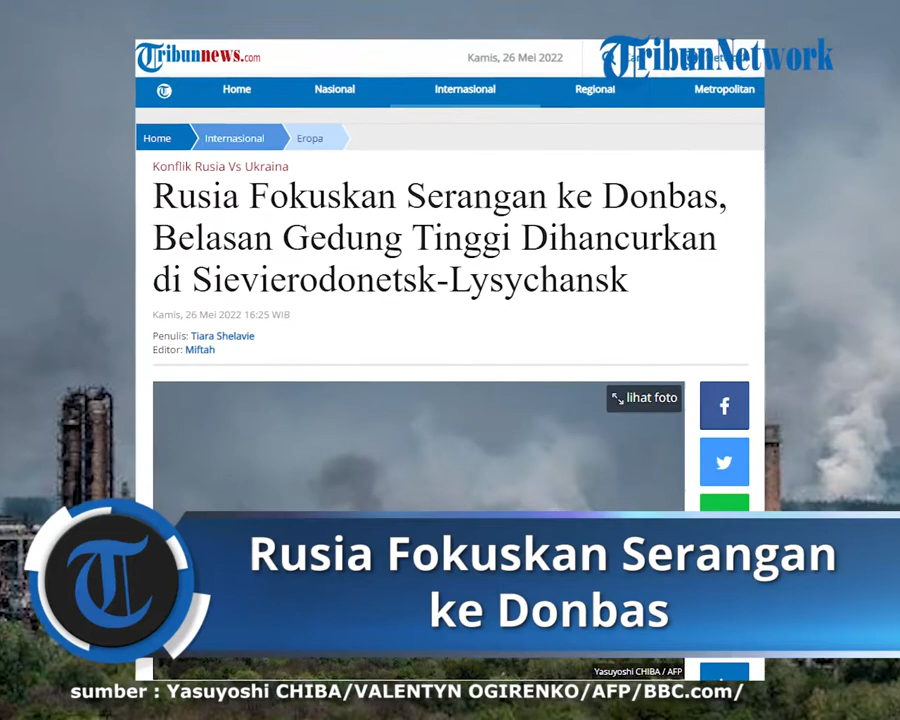 Tribunnews.com
Kamis, 26 Mei 2022
TribunNetwork
Home
Nasional
Internasional
Regional
Metropolitan
Home
Internasional
Eropa
Konflik Rusia Vs Ukraina
Rusia Fokuskan Serangan ke Donbas,
Belasan Gedung Tinggi Dihancurkan
di Sievierodonetsk-Lysychansk
Kamis, 26 Mei 2022 16:25 WIB
Penulis: Tiara Shelavie
Editor: Miftah
lihat foto
Rusia Fokuskan Serangan
ke Donbas
Yasuyoshi CHIBA / AFP
sumber : Yasuyoshi CHIBA/VALENTYN OGIRENKO/AFP/BBC.com/